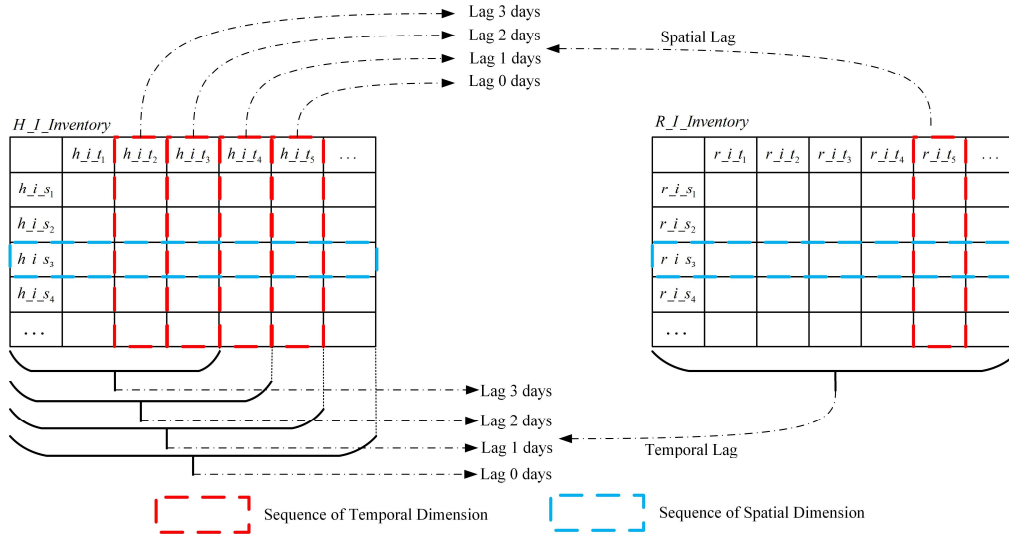 Lag 3 days
Lag 2 days
Lag 1 days
Lag 0 days
Spatial Lag
H_I_Inventory
h_i_t1 h_i_t2 h_i_t3 h_i_t4 h_i_t5 ...
h_i_s1
h_i_s2
h i s3
h_i_s4
...
R_I_Inventory
r_i_t1 r_i_t2 r_i_t3 r_i_t4 r_i_t5 ...
r_i_s1
r_i_s2
r i s3
r_i_s4
...
Lag 3 days
Lag 2 days
Lag 1 days
Lag 0 days
Temporal Lag
Sequence of Temporal Dimension
Sequence of Spatial Dimension